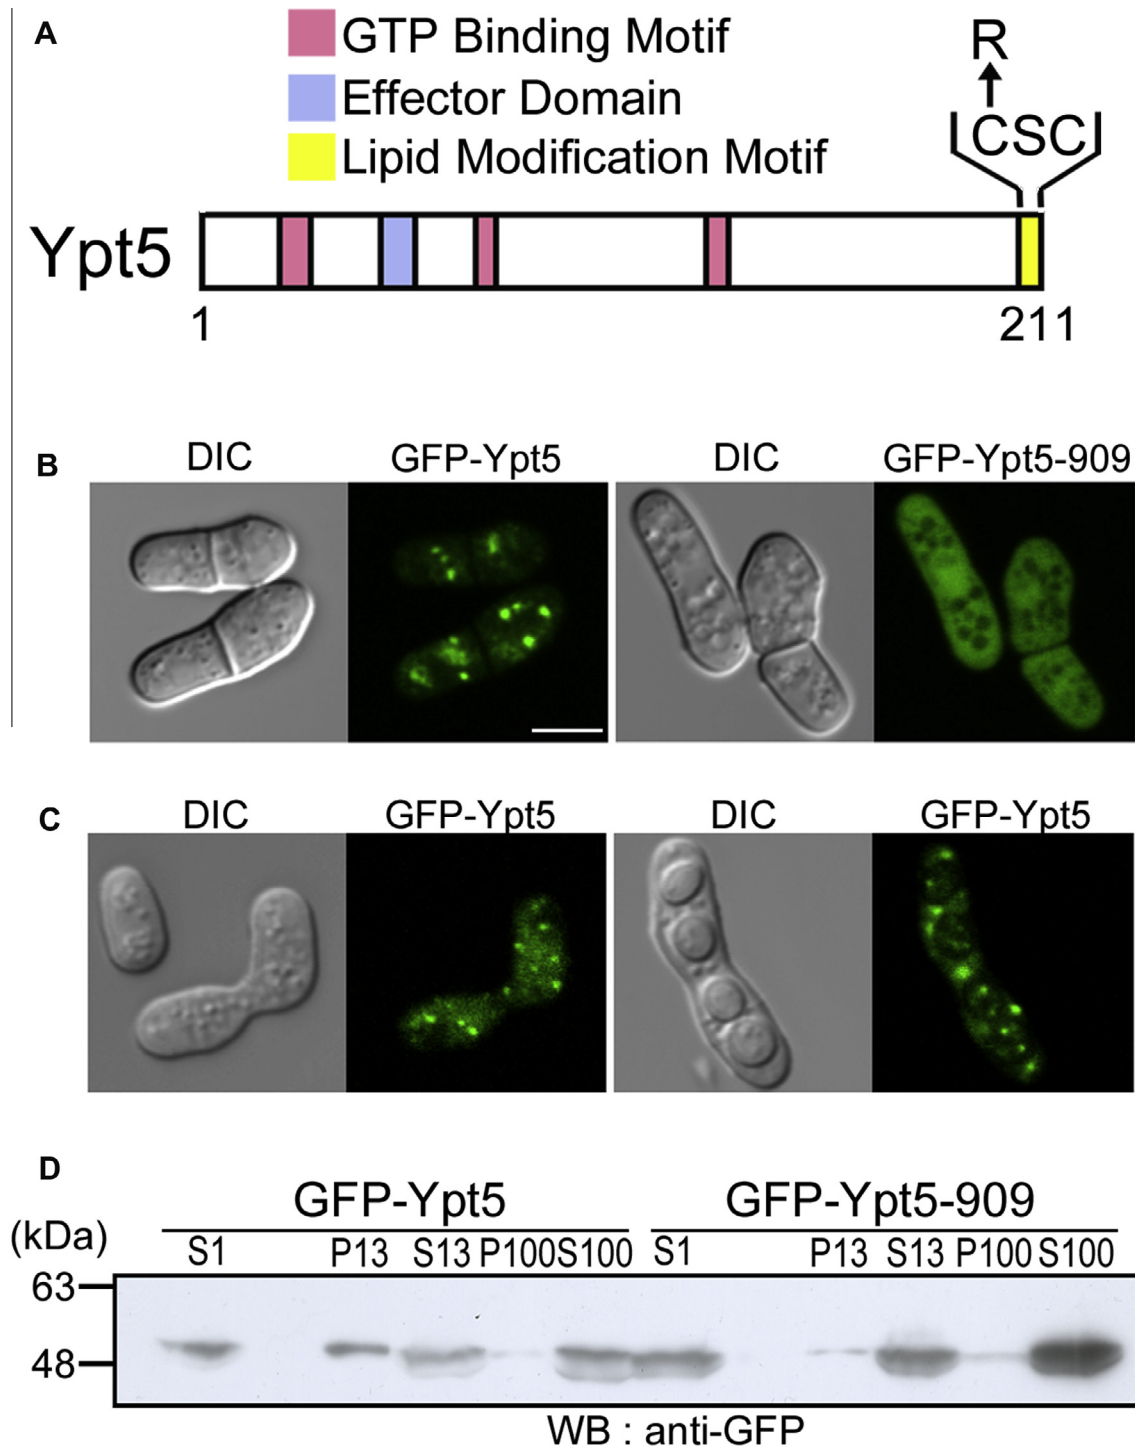 A
GTP Binding Motif
Effector Domain
Lipid Modification Motif
R
CSC
Ypt5
1 211
B
DIC GFP-Ypt5 DIC GFP-Ypt5-909
C
DIC GFP-Ypt5 DIC GFP-Ypt5
D
GFP-Ypt5 GFP-Ypt5-909
(kDa) S1 P13 S13 P100 S100 S1 P13 S13 P100 S100
63
48
WB : anti-GFP